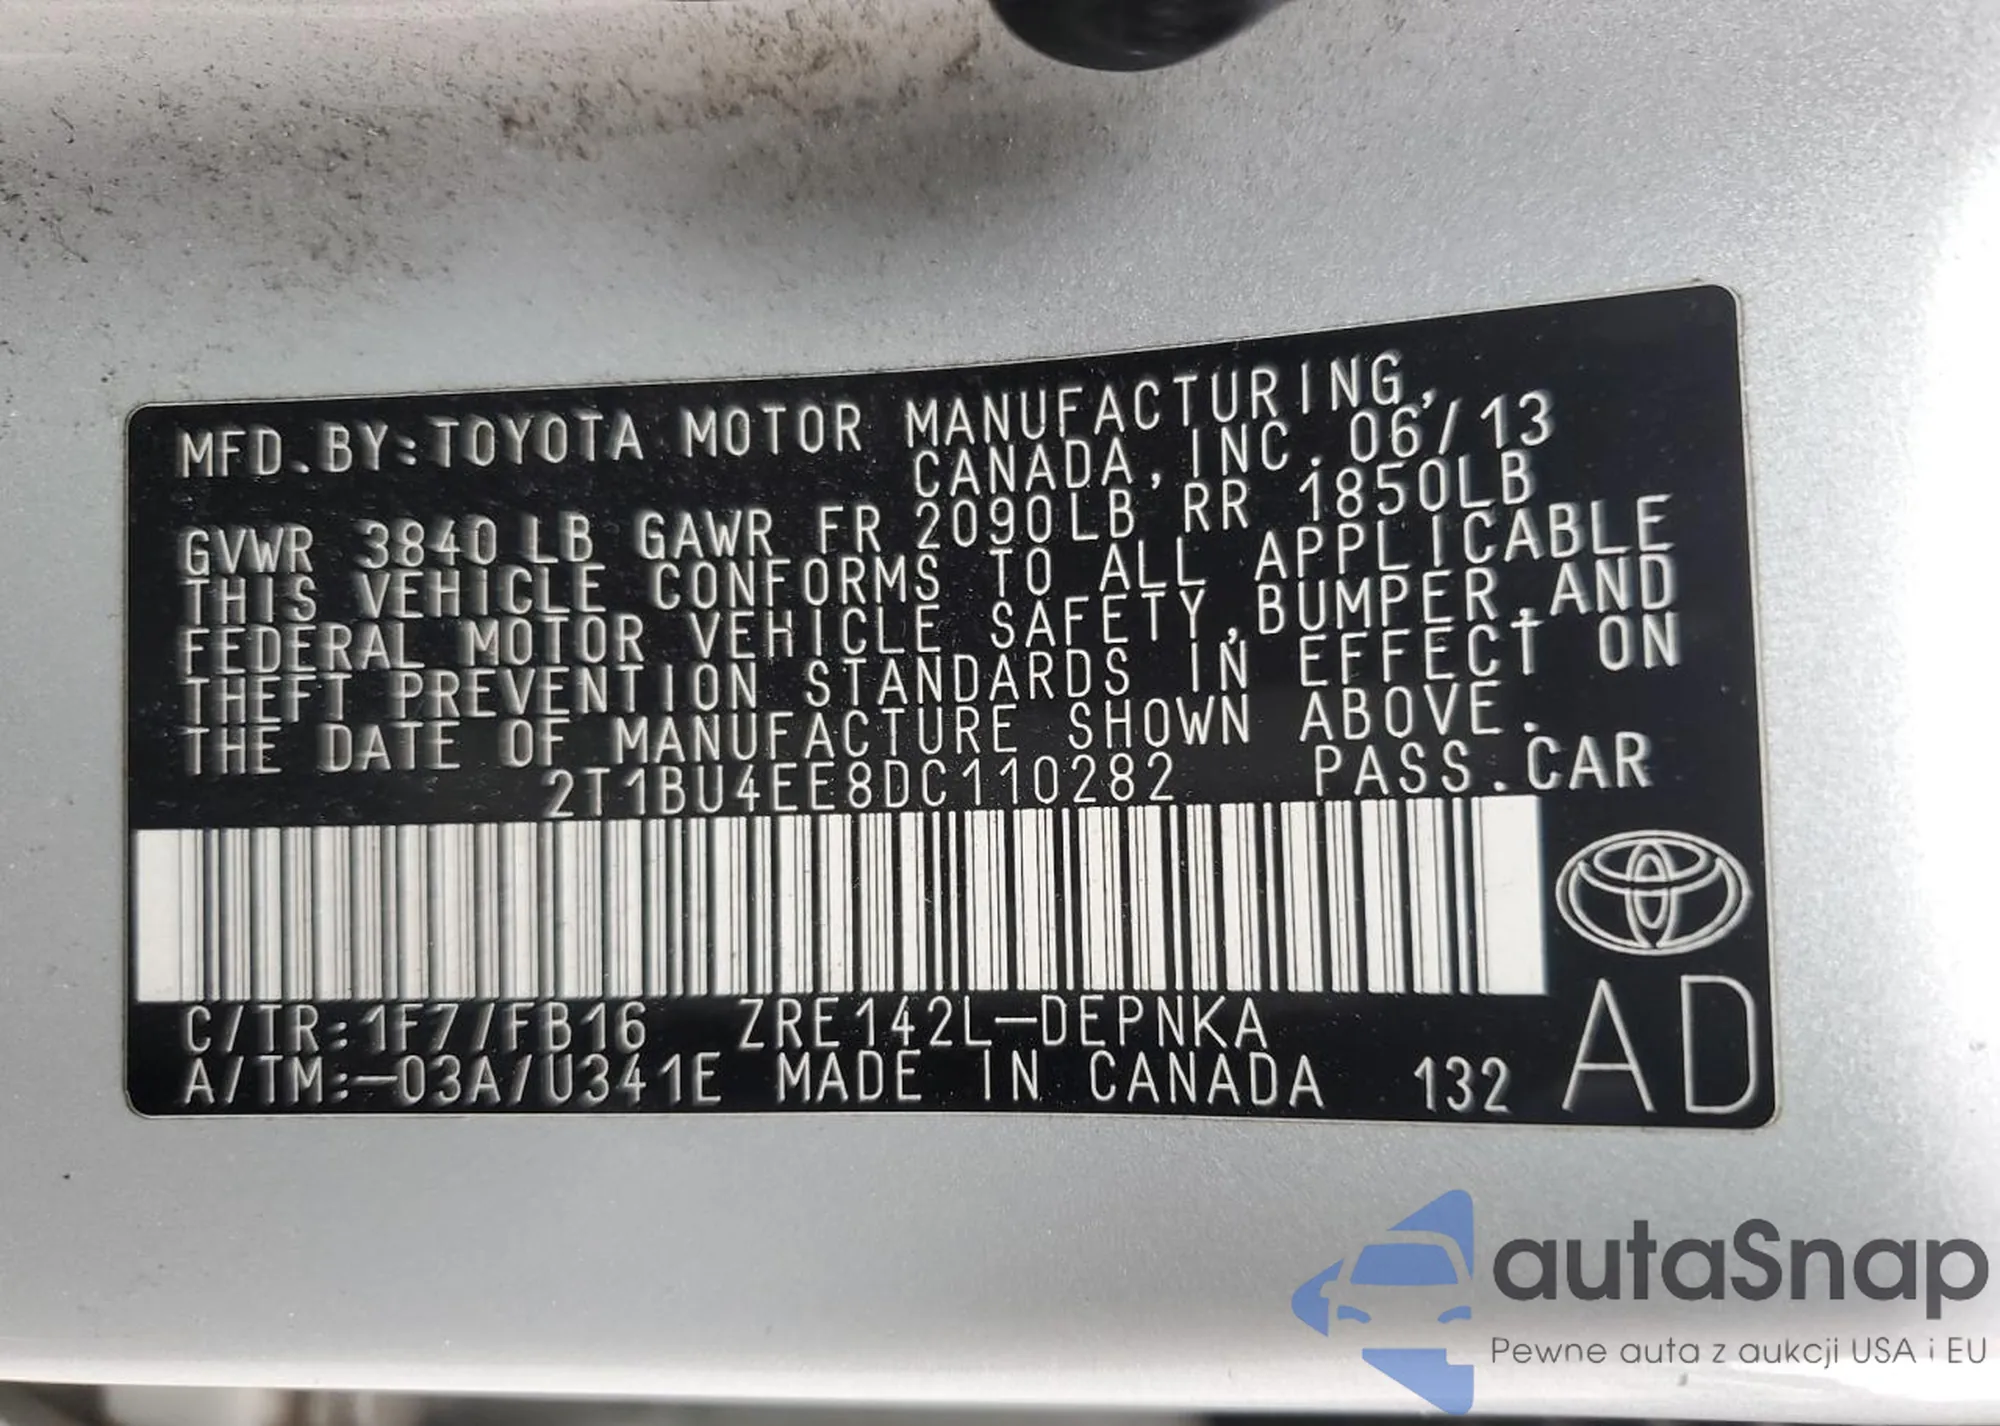 MFD.BY:TOYOTA MOTOR MANUFACTURING,
CANADA, INC. 06/13
GVWR 3840 LB GAWR FR 2090LB RR 1850LB
THIS VEHICLE CONFORMS TO ALL APPLICABLE
FEDERAL MOTOR VEHICLE SAFETY, BUMPER, AND
THEFT PREVENTION STANDARDS IN EFFECT ON
THE DATE OF MANUFACTURE SHOWN ABOVE.
2T1BU4EE8DC110282 PASS. CAR
C/TR:1F7/FB16 ZRE142L-DEPNKA
A/TM:-03A/U341E MADE IN CANADA 132
AD
autaSnap
Pewne auta z aukcji USA i EU